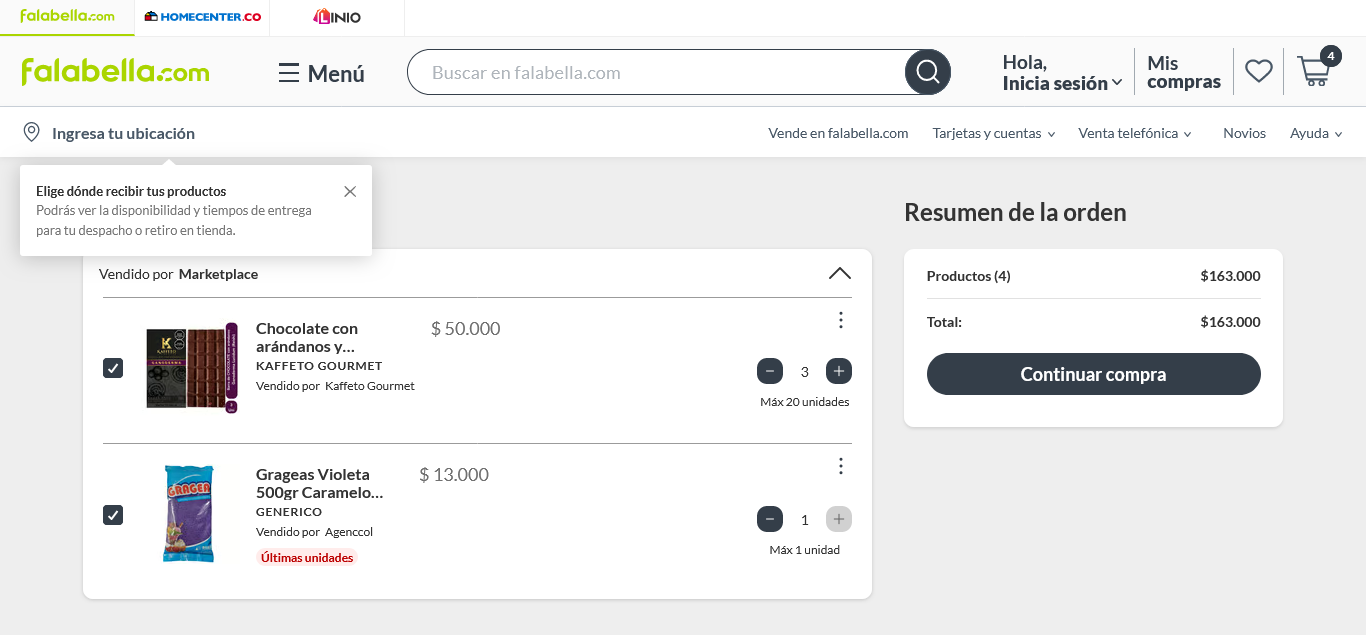 falabella.com
HOMECENTER.CO
LINIO
falabella.com
Menú
Buscar en falabella.com
Hola,
Inicia sesión
Mis
compras
4
Ingresa tu ubicación
Vende en falabella.com
Tarjetas y cuentas
Venta telefónica
Novios
Ayuda
Elige dónde recibir tus productos
Podrás ver la disponibilidad y tiempos de entrega
para tu despacho o retiro en tienda.
Vendido por Marketplace
Chocolate con
arándanos y...
KAFFETO GOURMET
Vendido por Kaffeto Gourmet
$ 50.000
3
Máx 20 unidades
K
KAFFETO
Grageas Violeta
500gr Caramelo...
GENERICO
Vendido por Agenccol
Últimas unidades
$ 13.000
1
Máx 1 unidad
GRAGEA
Resumen de la orden
Productos (4)
$163.000
Total:
$163.000
Continuar compra